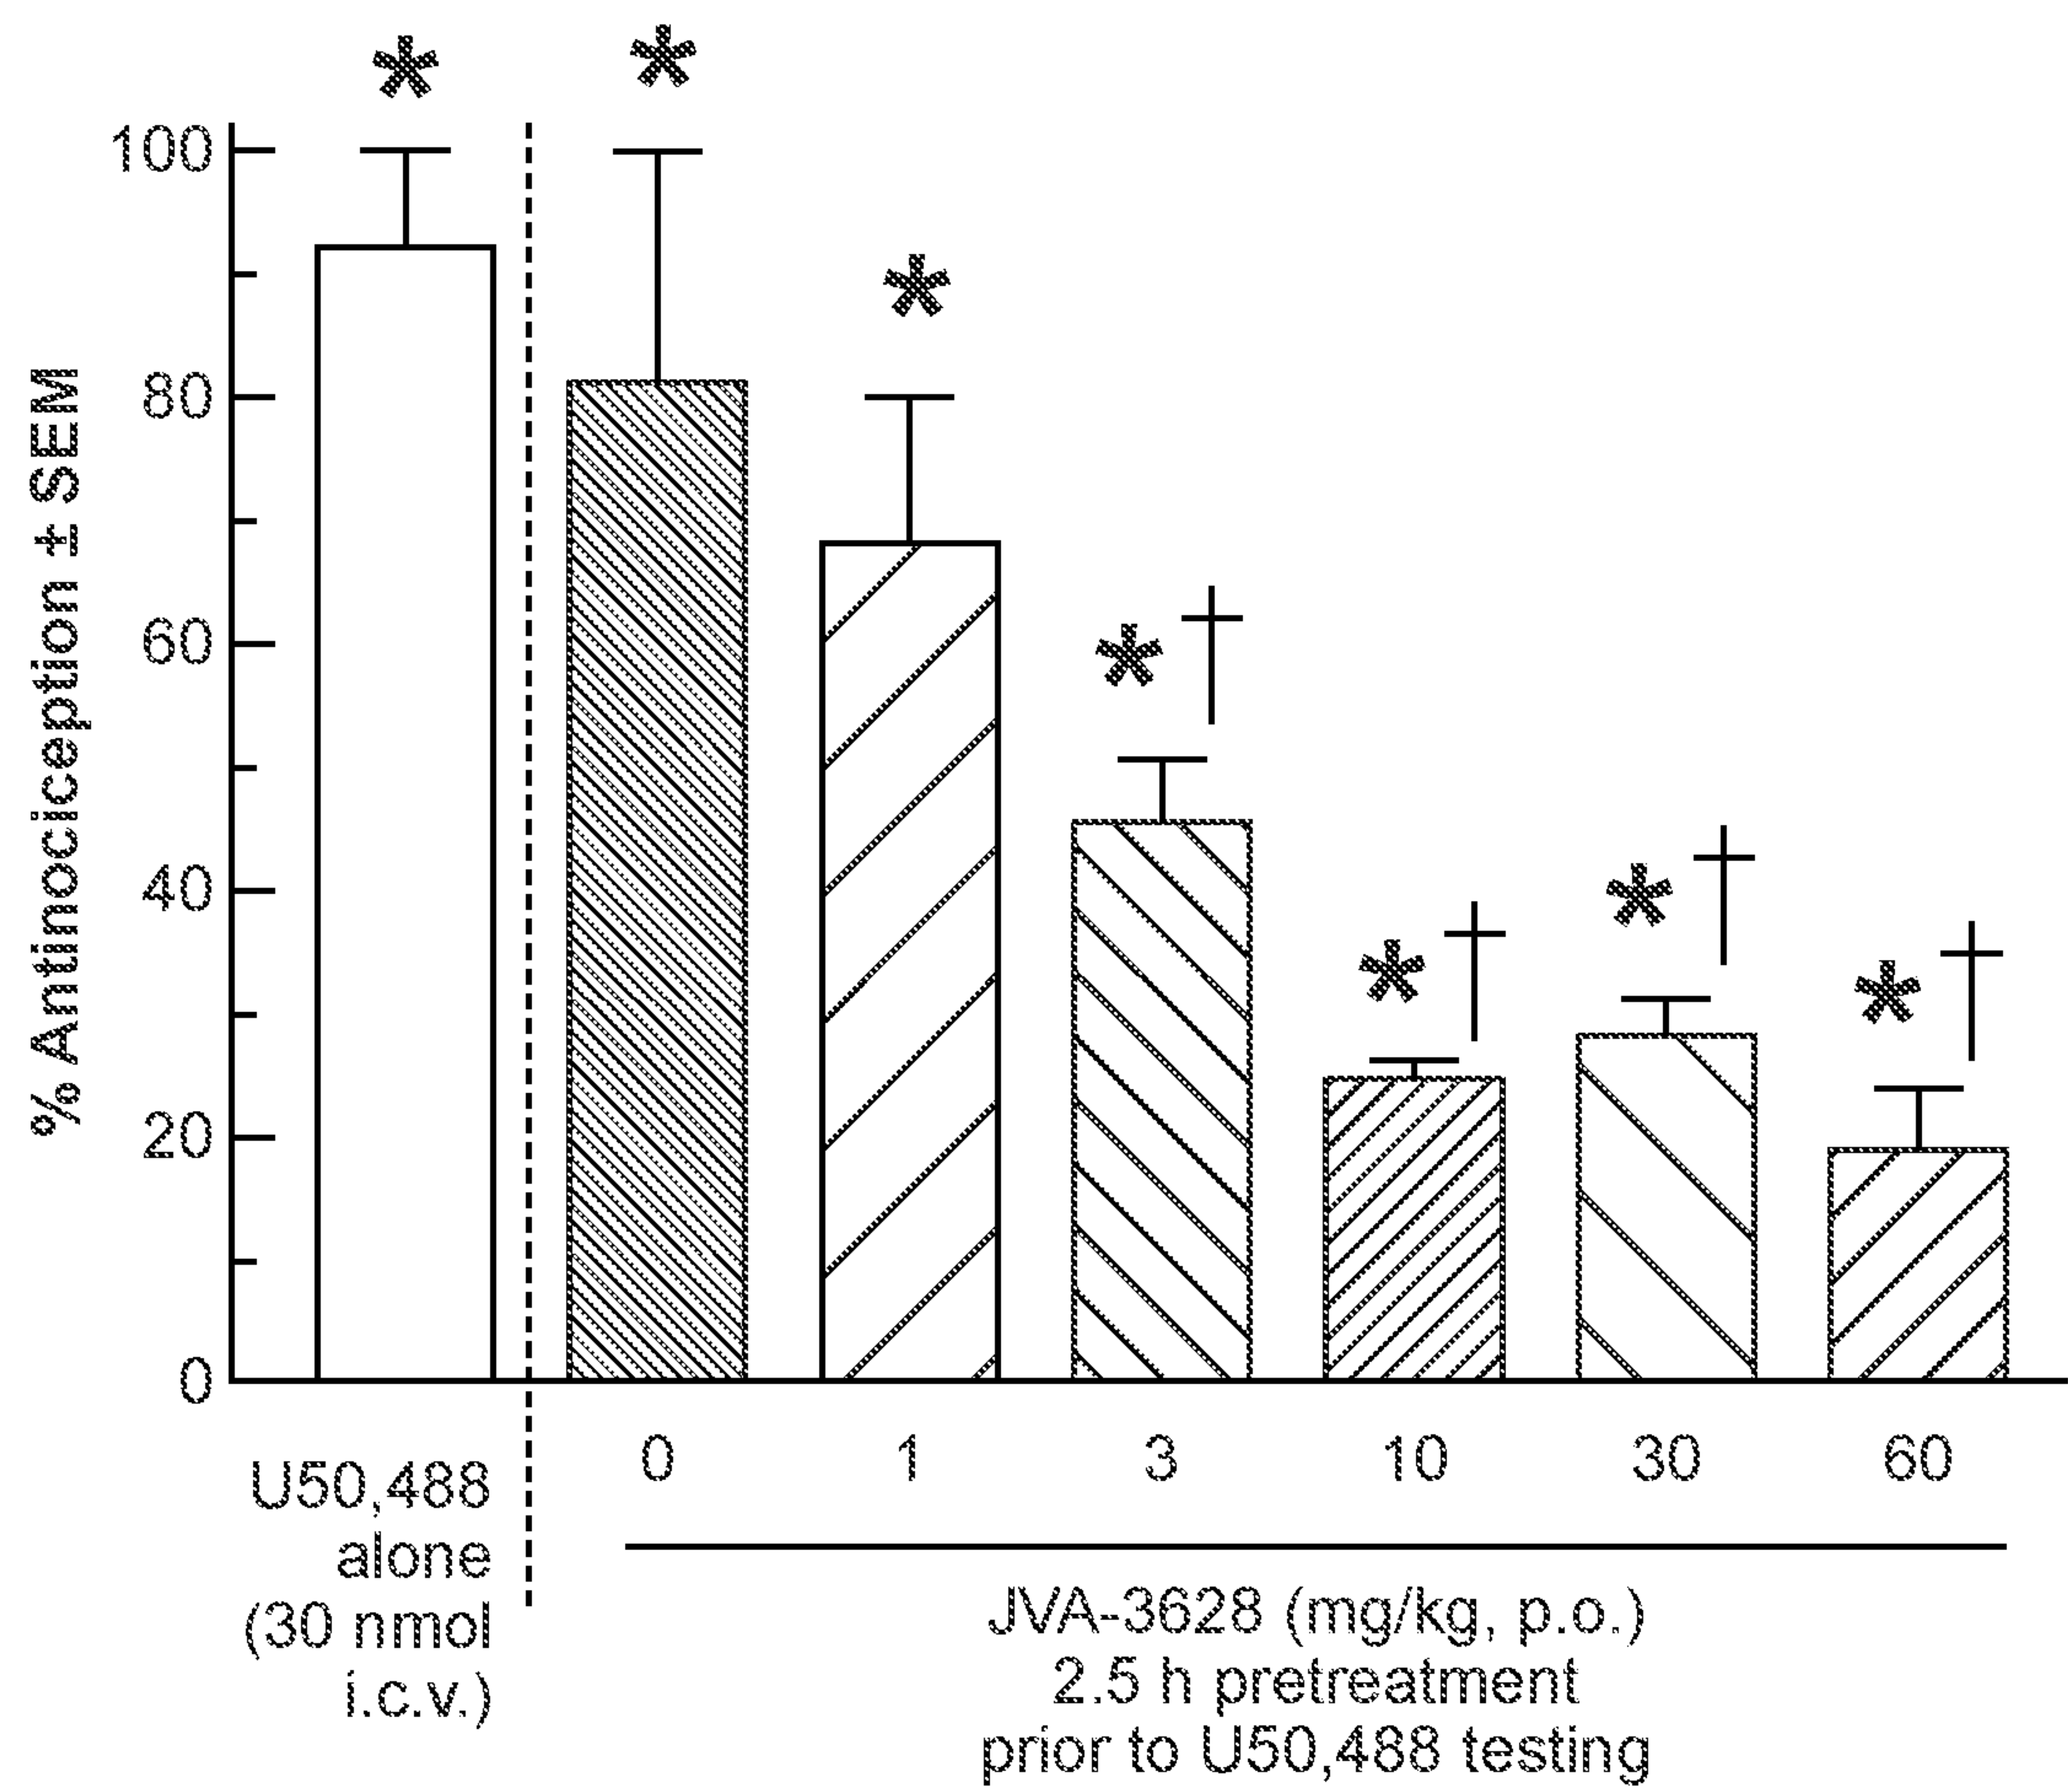 % Antinociception ± SEM
100
80
60
40
20
0
* * * *† *† *† *†
U50,488
alone
(30 nmol
i.c.v.)
0 1 3 10 30 60
JVA-3628 (mg/kg, p.o.)
2.5 h pretreatment
prior to U50,488 testing